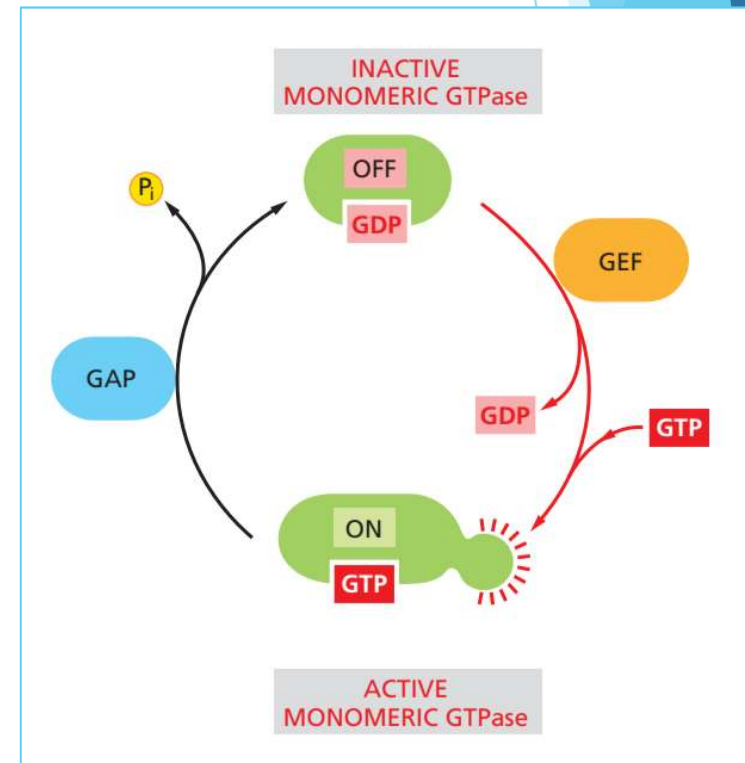 INACTIVE
MONOMERIC GTPase
OFF
GDP
Pi
GEF
GAP
GDP
GTP
ON
GTP
ACTIVE
MONOMERIC GTPase